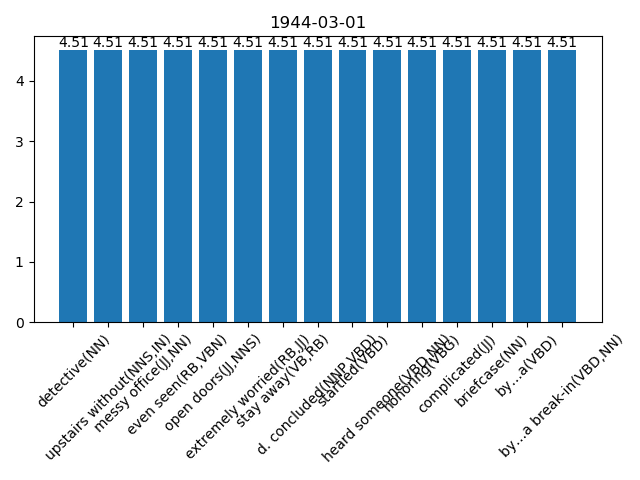 1944-03-01
4.51 4.51 4.51 4.51 4.51 4.51 4.51 4.51 4.51 4.51 4.51 4.51 4.51 4.51 4.51
4
3
2
1
0
detective(NN)
upstairs without(NNS,IN)
messy office(JJ,NN)
even seen(RB,VBN)
open doors(JJ,NNS)
extremely worried(RB,JJ)
stay away(VB,RB)
d. concluded(NNP,VBD)
startled(VBD)
heard someone(VBD,NN)
honoring(VBG)
complicated(JJ)
briefcase(NN)
by...a(VBD)
by...a break-in(VBD,NN)